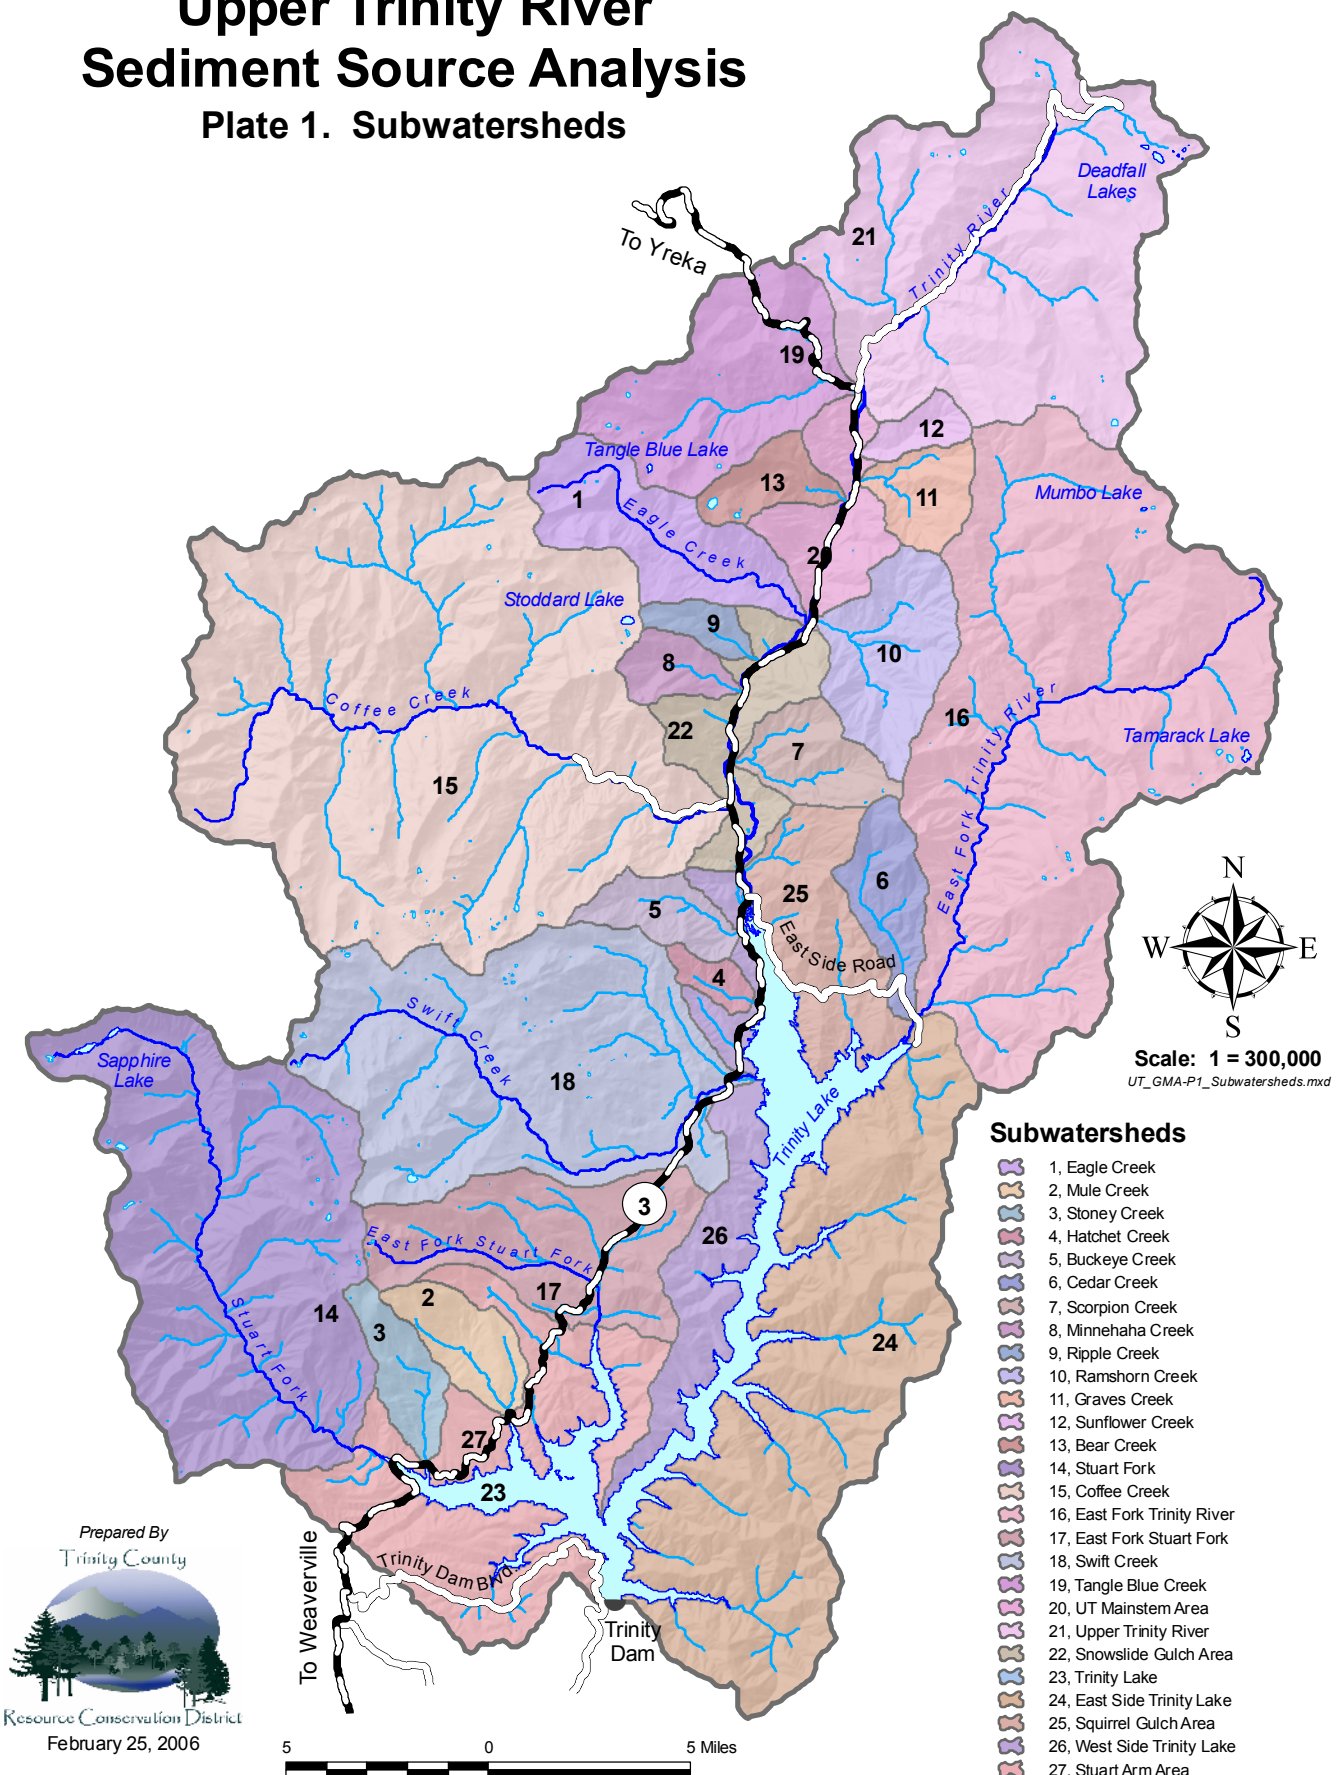 Upper Trinity River
Sediment Source Analysis
Plate 1. Subwatersheds
Deadfall
Lakes
To Yreka
21
Trinity River
19
12
Tangle Blue Lake
13
11
Mumbo Lake
1
Eagle Creek
20
Stoddard Lake
9
10
8
Coffee Creek
22
16
7
Tamarack Lake
15
East Fork Trinity River
6
25
5
East Side Road
N
W
E
S
4
Swift Creek
Scale: 1 = 300,000
UT_GMA-P1_Subwatersheds.mxd
Sapphire
Lake
18
Trinity Lake
3
26
East Fork Stuart Fork
17
2
14
3
Stuart Fork
24
27
23
Subwatersheds
1, Eagle Creek
2, Mule Creek
3, Stoney Creek
4, Hatchet Creek
5, Buckeye Creek
6, Cedar Creek
7, Scorpion Creek
8, Minnehaha Creek
9, Ripple Creek
10, Ramshorn Creek
11, Graves Creek
12, Sunflower Creek
13, Bear Creek
14, Stuart Fork
15, Coffee Creek
16, East Fork Trinity River
17, East Fork Stuart Fork
18, Swift Creek
19, Tangle Blue Creek
20, UT Mainstem Area
21, Upper Trinity River
22, Snowslide Gulch Area
23, Trinity Lake
24, East Side Trinity Lake
25, Squirrel Gulch Area
26, West Side Trinity Lake
27, Stuart Arm Area
Prepared By
Trinity County
Resource Conservation District
February 25, 2006
To Weaverville
Trinity Dam Blvd.
Trinity
Dam
5 0 5 Miles